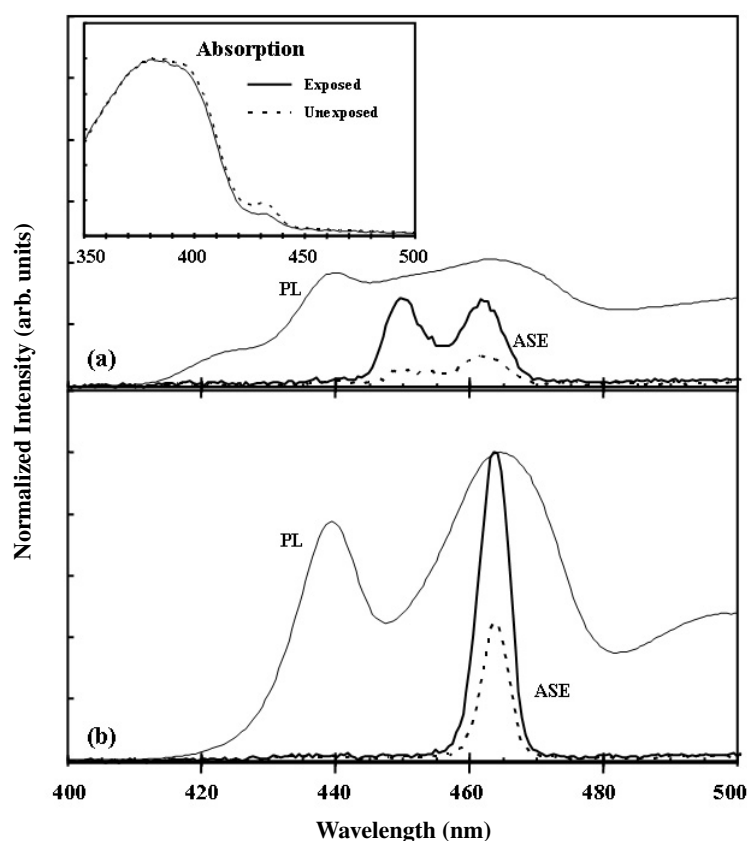 Absorption
Exposed
Unexposed
350 400 450 500
PL
ASE
(a)
PL
ASE
(b)
400 420 440 460 480 500
Wavelength (nm)
Normalized Intensity (arb. units)